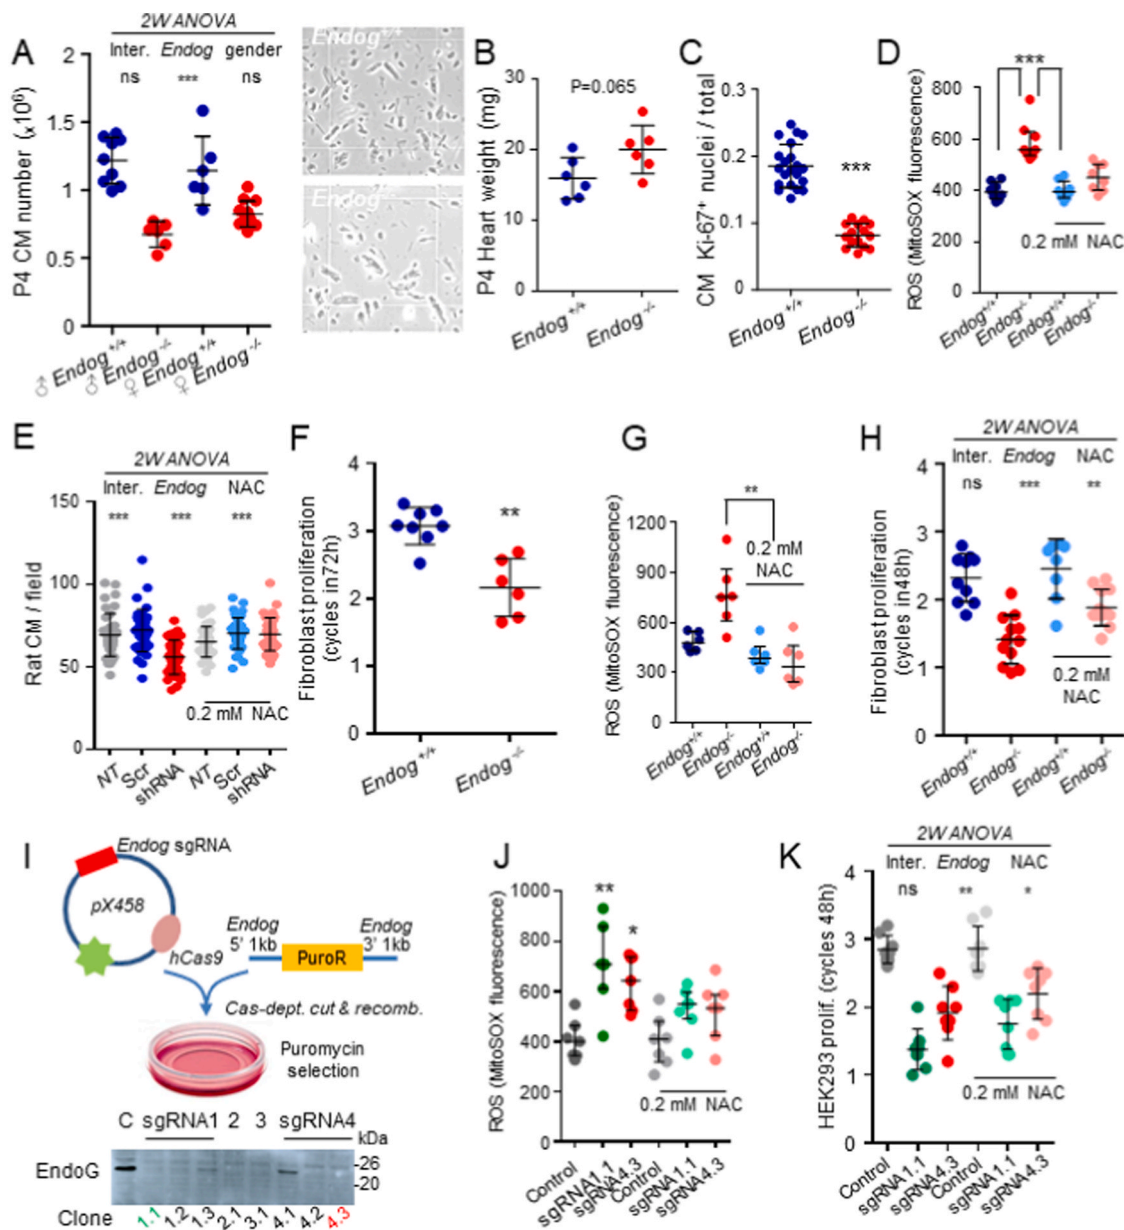 A
2W ANOVA
Inter. Endog gender
ns *** ns
P4 CM number (x10⁶)
2
1.5
1
0.5
0
♂ Endog+/+
♂ Endog-/-
♀ Endog+/+
♀ Endog-/-
Endog+/+
Endog-/-
B
P=0.065
P4 Heart weight (mg)
30
20
10
0
Endog+/+
Endog-/-
C
CM Ki-67+ nuclei / total
0.3
0.2
0.1
0
***
Endog+/+
Endog-/-
D
ROS (MitoSOX fluorescence)
800
600
400
200
0
***
0.2 mM NAC
Endog+/+
Endog-/-
Endog+/+
Endog-/-
E
2W ANOVA
Inter. Endog NAC
*** *** ***
Rat CM / field
150
100
50
0
0.2 mM NAC
NT
Scr
shRNA
NT
Scr
shRNA
F
Fibroblast proliferation
(cycles in72h)
4
3
2
1
0
**
Endog+/+
Endog-/-
G
ROS (MitoSOX fluorescence)
1200
900
600
300
0
**
0.2 mM
NAC
Endog+/+
Endog-/-
Endog+/+
Endog-/-
H
2W ANOVA
Inter. Endog NAC
ns *** **
Fibroblast proliferation
(cycles in48h)
4
3
2
1
0
0.2 mM
NAC
Endog+/+
Endog-/-
Endog+/+
Endog-/-
I
Endog sgRNA
pX458
hCas9
Endog
5' 1kb
PuroR
Endog
3' 1kb
Cas-dept. cut & recomb.
Puromycin
selection
C sgRNA1 2 3 sgRNA4
kDa
EndoG
-26
-20
Clone 1.1 1.2 1.3 2.1 3.1 4.1 4.2 4.3
J
ROS (MitoSOX fluorescence)
1000
800
600
400
200
0
** *
0.2 mM NAC
Control
sgRNA1.1
sgRNA4.3
Control
sgRNA1.1
sgRNA4.3
K
2W ANOVA
Inter. Endog NAC
ns ** *
HEK293 prolif. (cycles 48h)
4
3
2
1
0
0.2 mM NAC
Control
sgRNA1.1
sgRNA4.3
Control
sgRNA1.1
sgRNA4.3